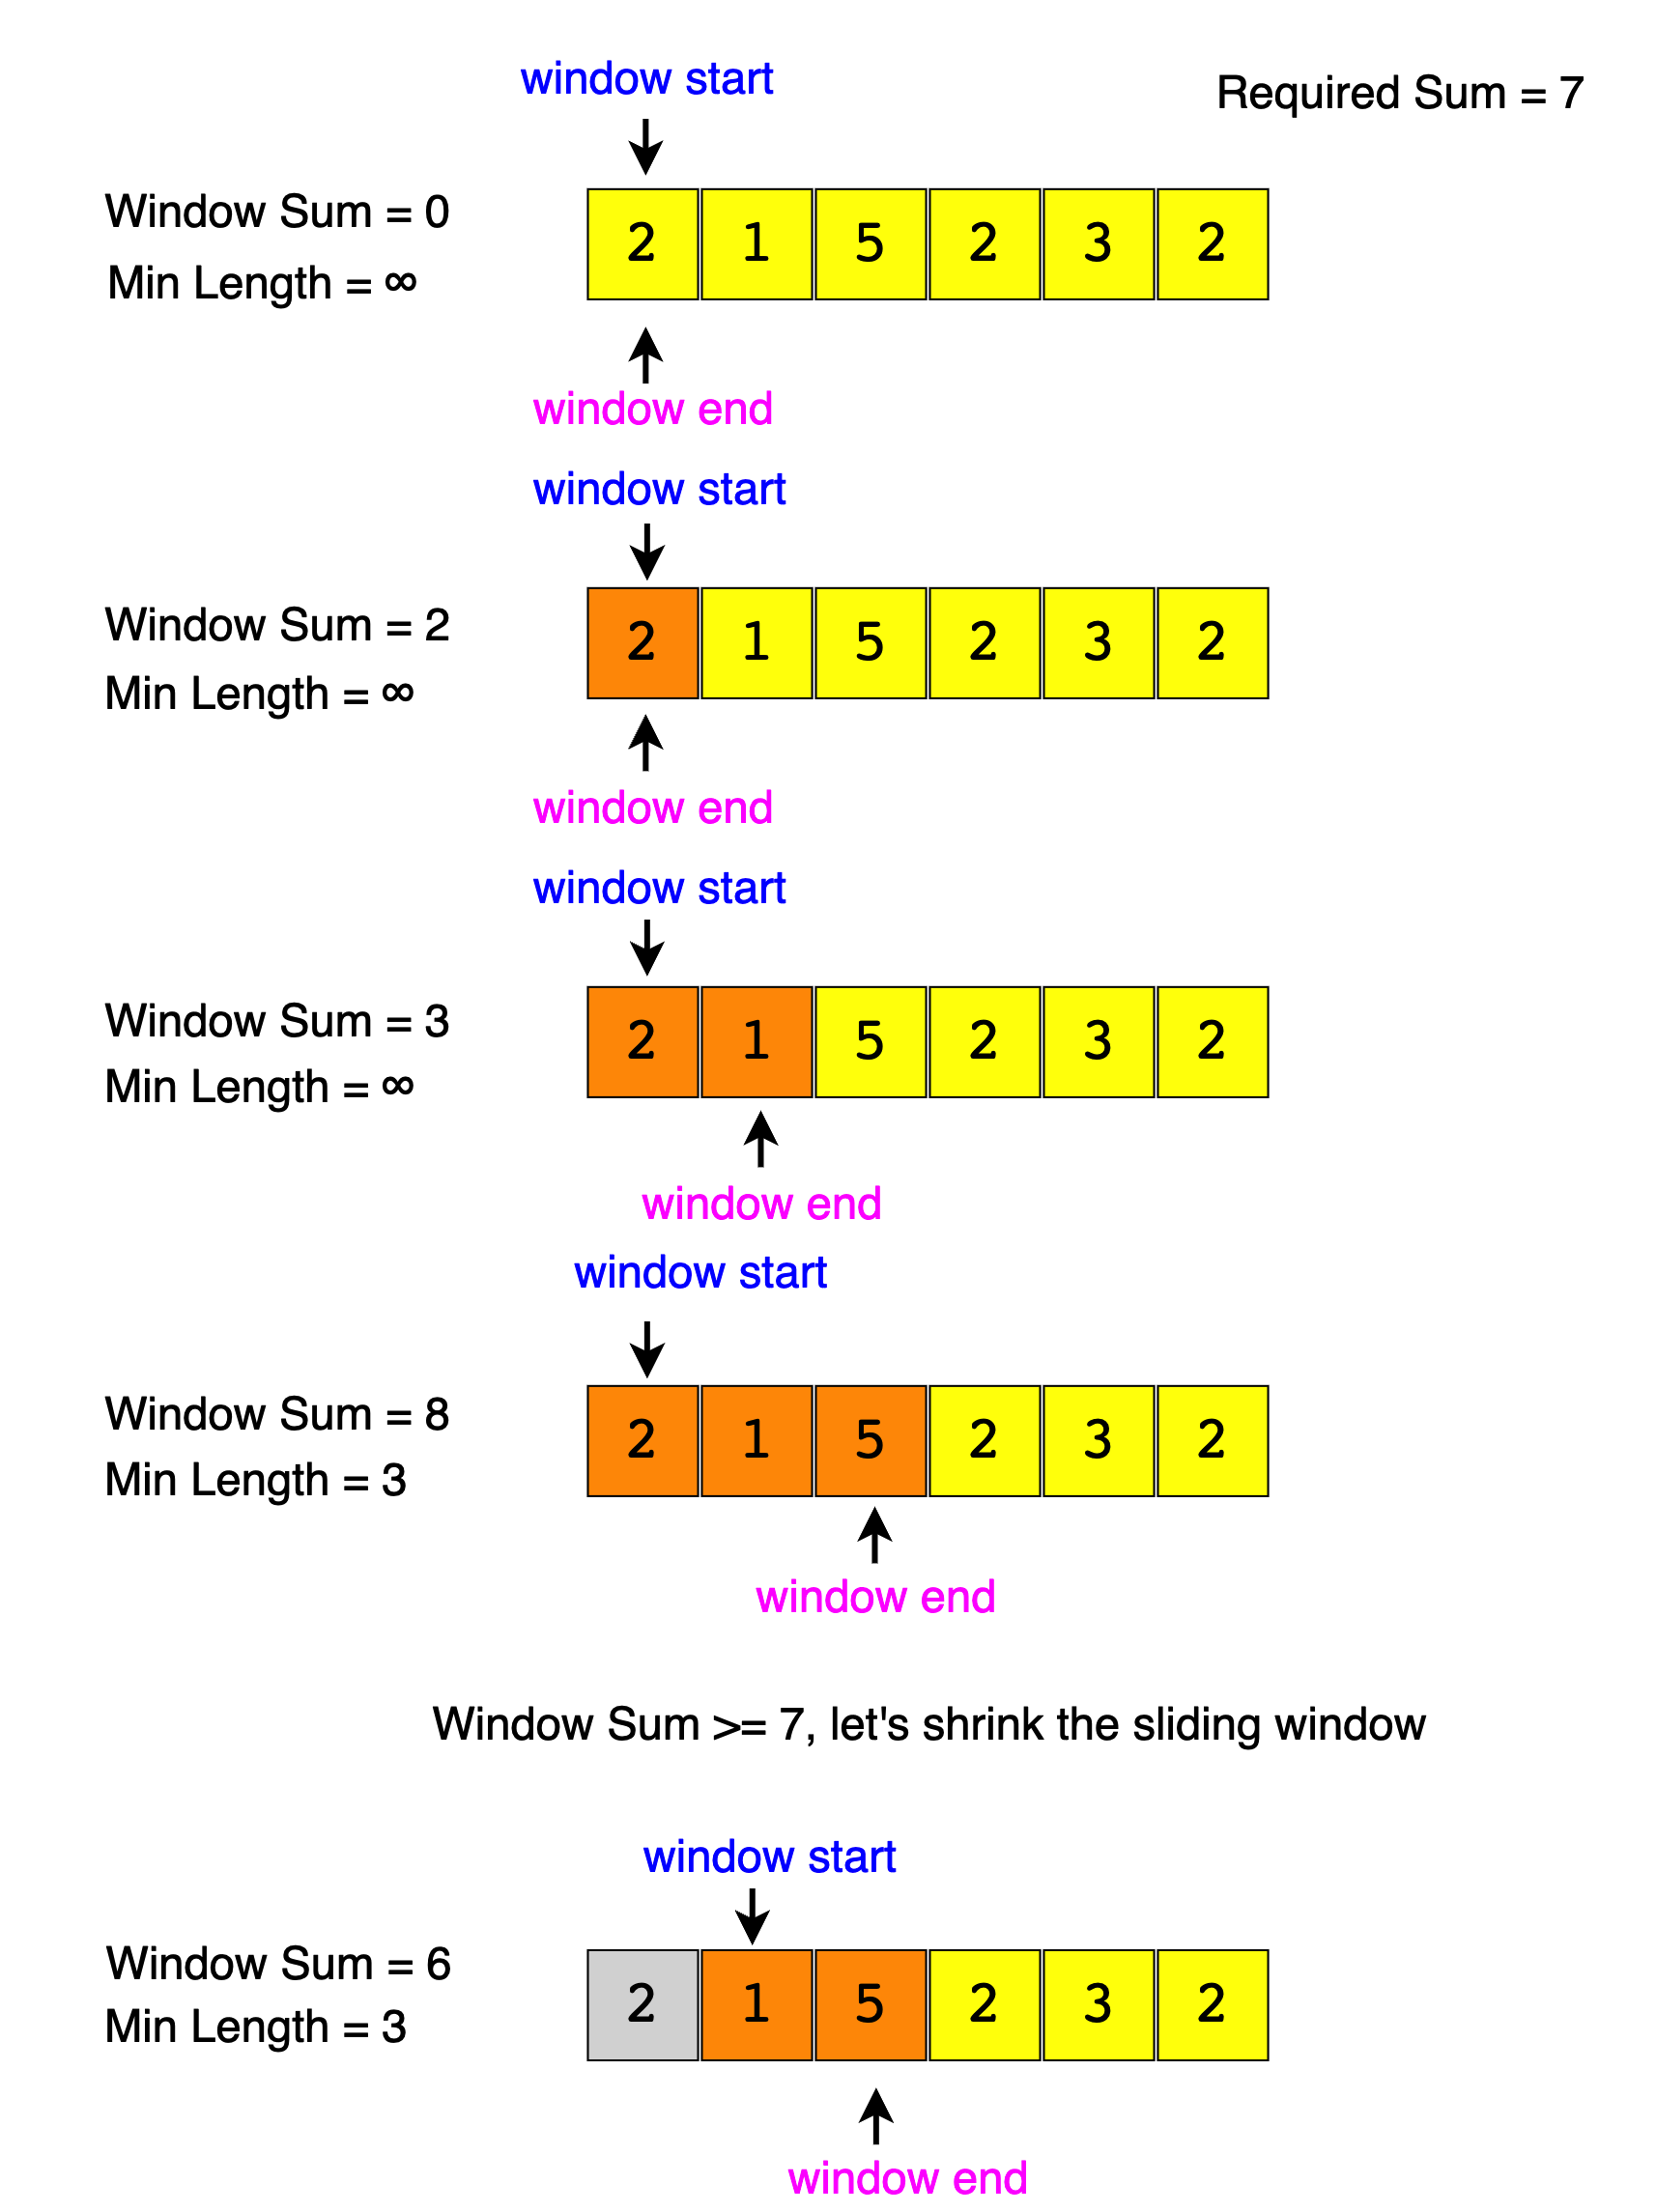 window start
Required Sum = 7
Window Sum = 0
Min Length = ∞
2 1 5 2 3 2
window end
window start
Window Sum = 2
Min Length = ∞
2 1 5 2 3 2
window end
window start
Window Sum = 3
Min Length = ∞
2 1 5 2 3 2
window end
window start
Window Sum = 8
Min Length = 3
2 1 5 2 3 2
window end
Window Sum >= 7, let's shrink the sliding window
window start
Window Sum = 6
Min Length = 3
2 1 5 2 3 2
window end